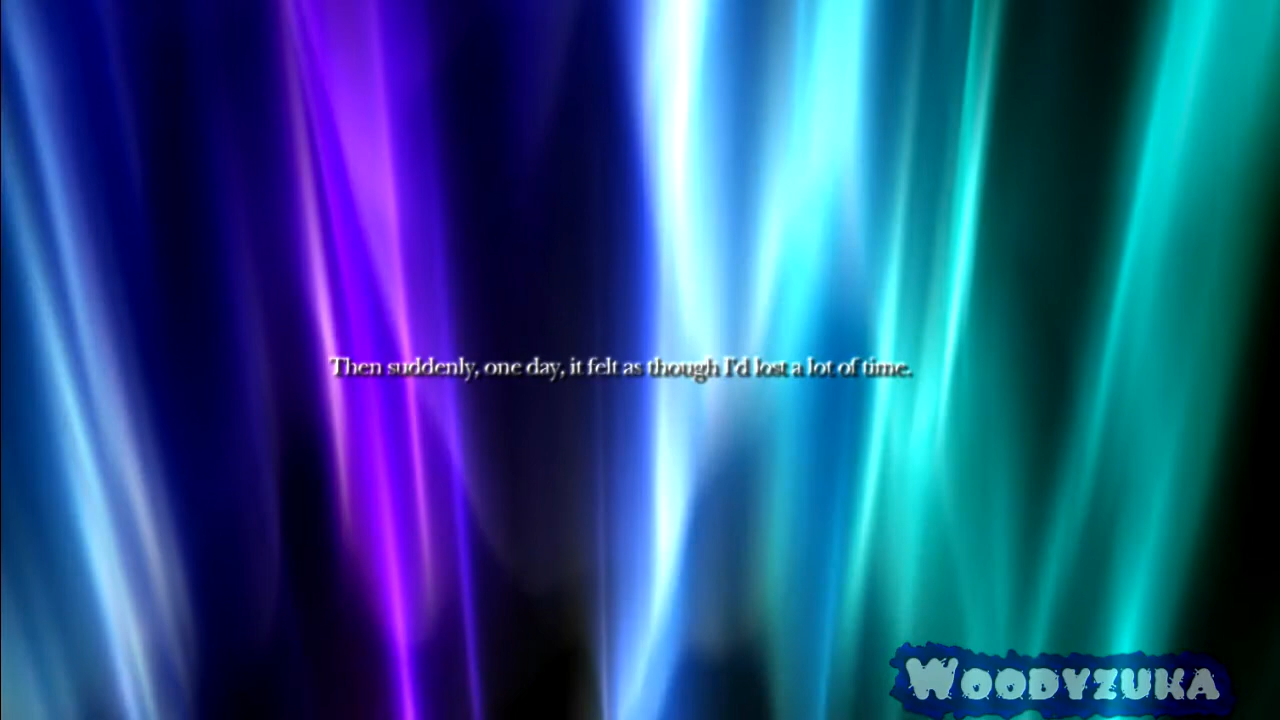 Then suddenly, one day, it felt as though I'd lost a lot of time.
WOODYZUKA